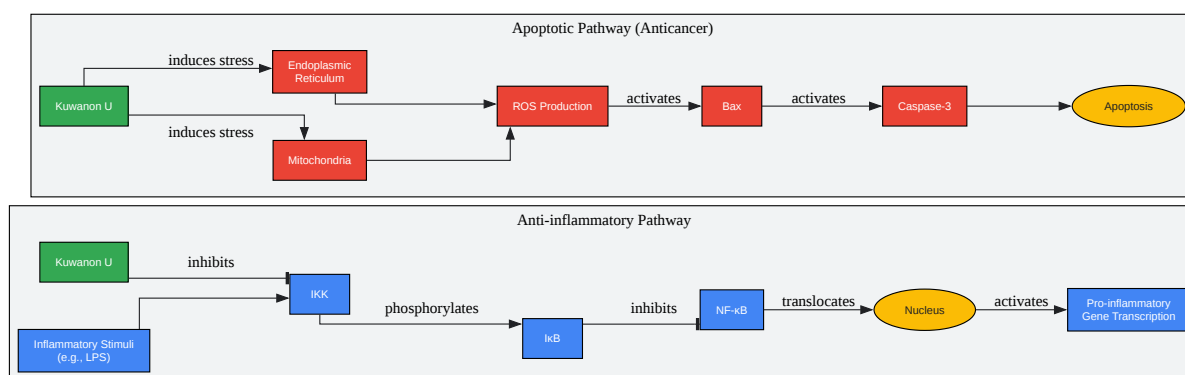 Apoptotic Pathway (Anticancer)
induces stress
Endoplasmic
Reticulum
Kuwanon U
ROS Production
activates
Bax
activates
Caspase-3
Apoptosis
induces stress
Mitochondria
Anti-inflammatory Pathway
Kuwanon U
inhibits
IKK
phosphorylates
inhibits
NF-κB
translocates
Nucleus
activates
Pro-inflammatory
Gene Transcription
Inflammatory Stimuli
(e.g., LPS)
IκB